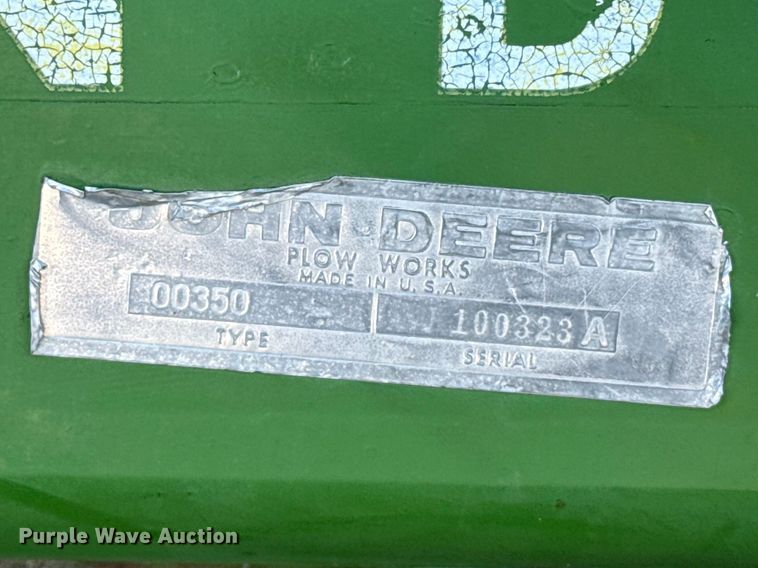 JOHN DEERE
PLOW WORKS
MADE IN U.S.A.
00350 100323 A
TYPE SERIAL
Purple Wave Auction